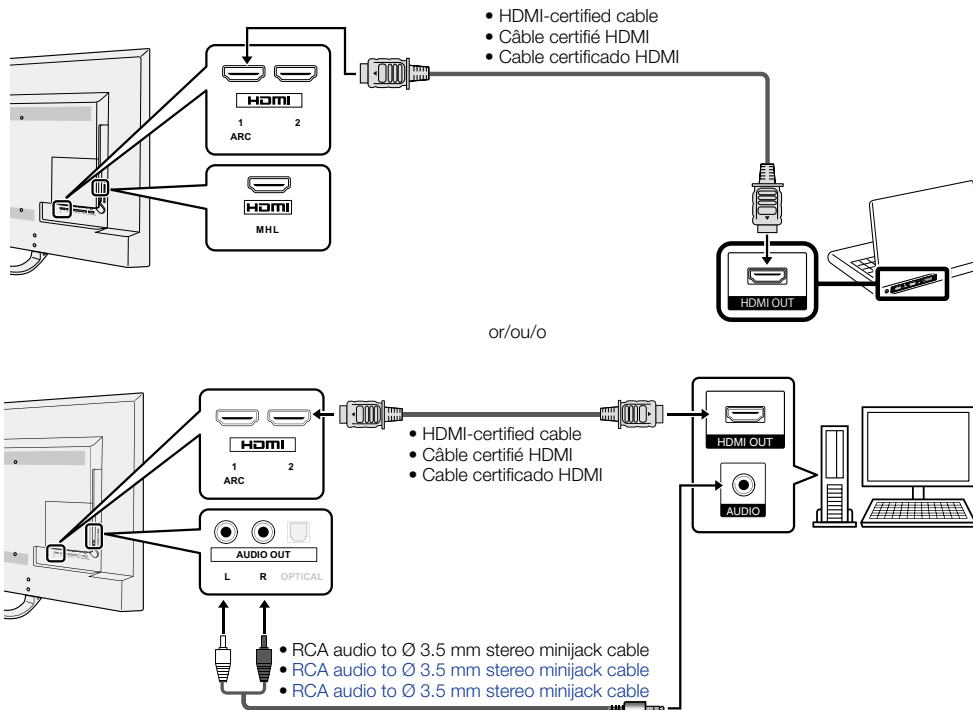 • HDMI-certified cable
• Câble certifié HDMI
• Cable certificado HDMI
HDMI
1 2
ARC
HDMI
MHL
HDMI OUT
or/ou/o
HDMI
1 2
ARC
• HDMI-certified cable
• Câble certifié HDMI
• Cable certificado HDMI
HDMI OUT
AUDIO
AUDIO OUT
L R OPTICAL
• RCA audio to Ø 3.5 mm stereo minijack cable
• RCA audio to Ø 3.5 mm stereo minijack cable
• RCA audio to Ø 3.5 mm stereo minijack cable